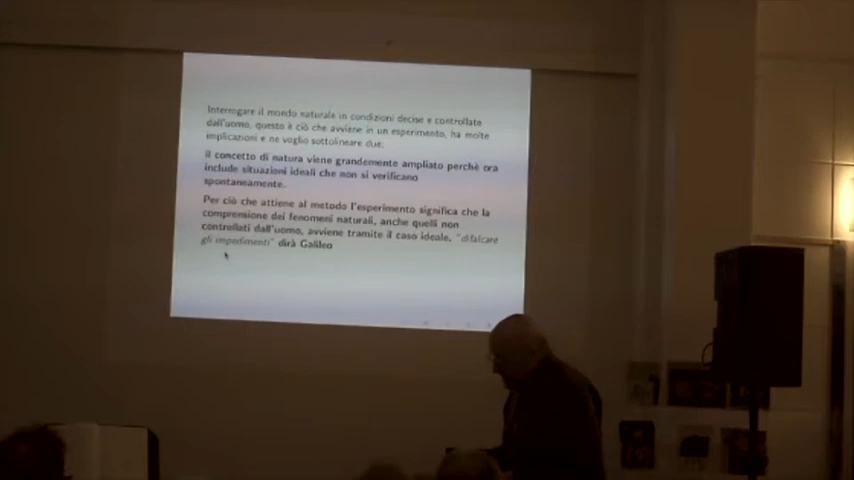 Interrogare il mondo naturale in condizioni decise e controllate
dall'uomo, questo è ciò che avviene in un esperimento, ha molte
implicazioni e ne voglio sottolineare due:
il concetto di natura viene grandemente ampliato perchè ora
include situazioni ideali che non si verificano
spontaneamente.
Per ciò che attiene al metodo l'esperimento significa che la
comprensione dei fenomeni naturali, anche quelli non
controllati dall'uomo, avviene tramite il caso ideale, "difalcare
gli impedimenti" dirà Galileo